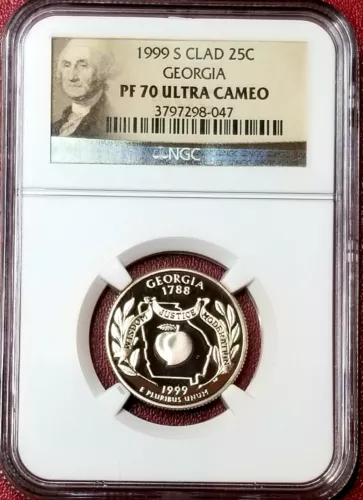 1999 S CLAD 25C
GEORGIA
PF 70 ULTRA CAMEO
3797298-047
NGC
GEORGIA
1788
WISDOM JUSTICE MODERATION
1999
E PLURIBUS UNUM